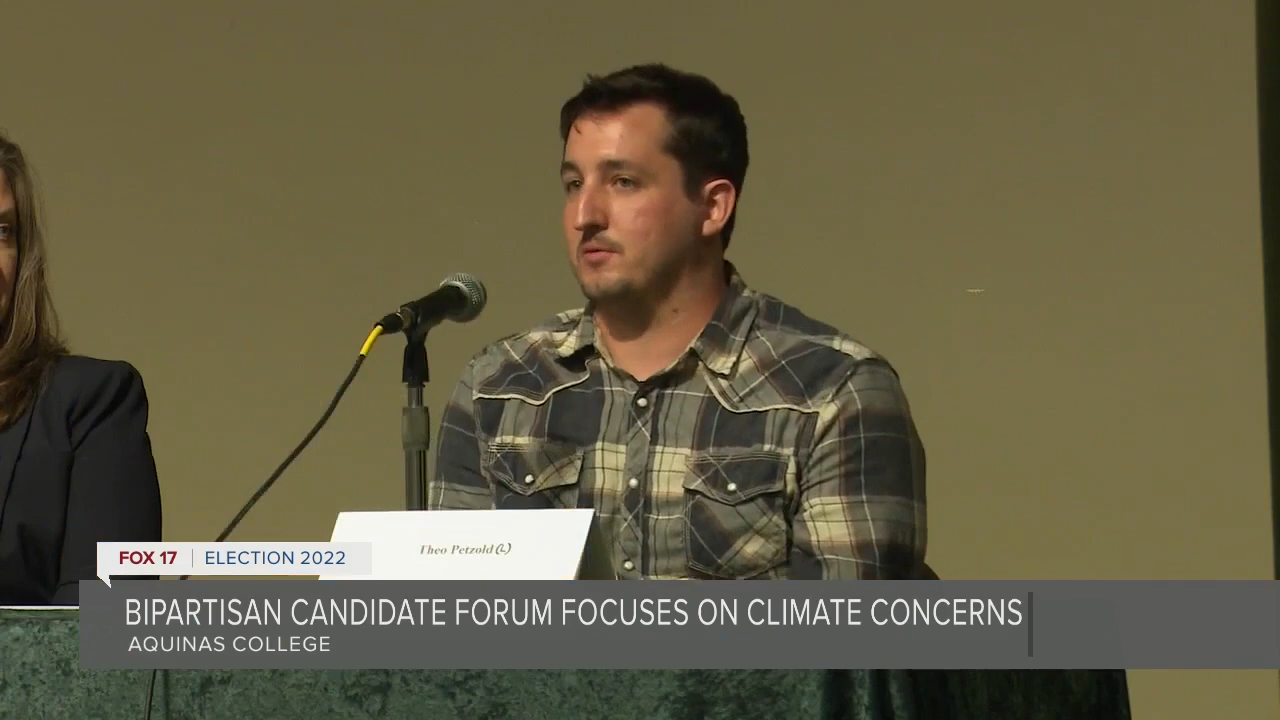 Theo Petzold (L)
FOX 17 | ELECTION 2022
BIPARTISAN CANDIDATE FORUM FOCUSES ON CLIMATE CONCERNS
AQUINAS COLLEGE